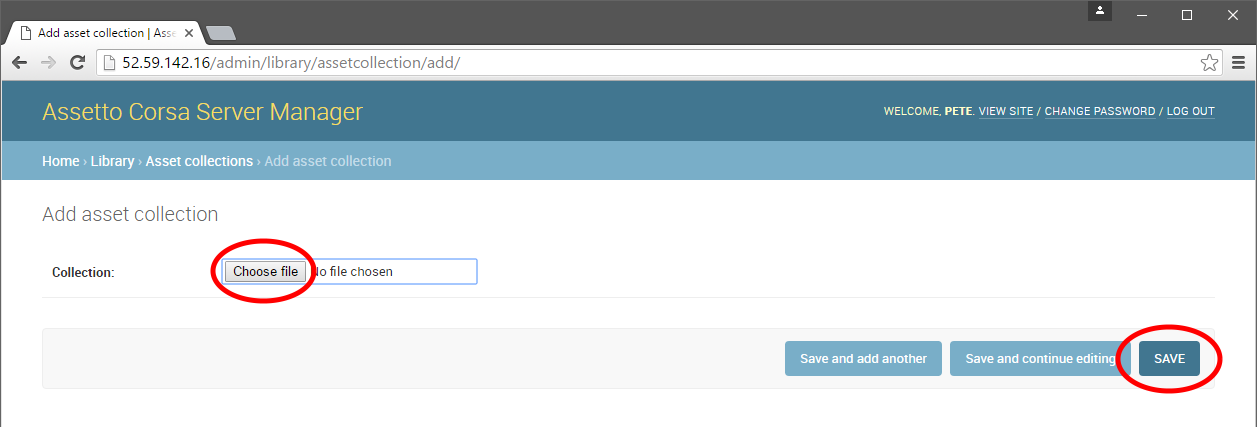 Add asset collection | Asse
52.59.142.16/admin/library/assetcollection/add/
Assetto Corsa Server Manager
WELCOME, PETE. VIEW SITE / CHANGE PASSWORD / LOG OUT
Home › Library › Asset collections › Add asset collection
Add asset collection
Collection: Choose file No file chosen
Save and add another Save and continue editing SAVE